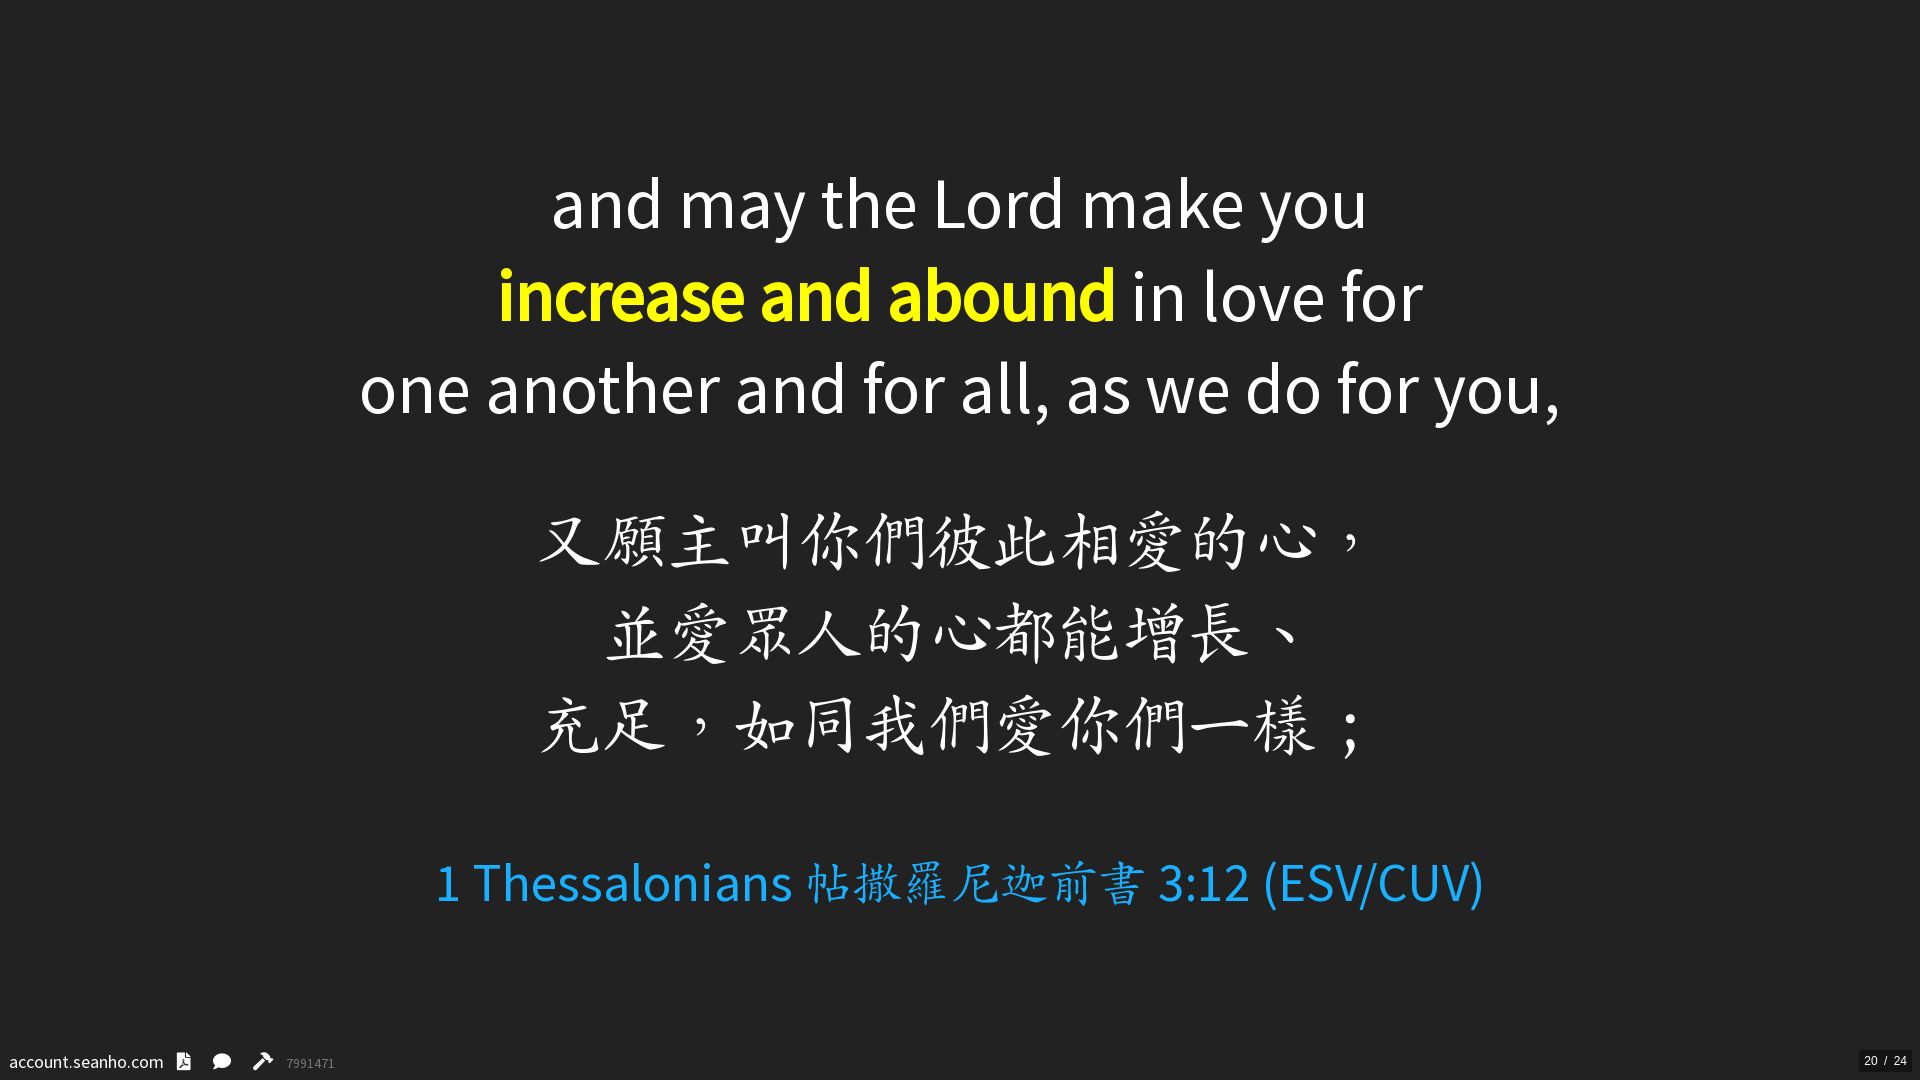 and may the Lord make you
increase and abound in love for
one another and for all, as we do for you,
又願主叫你們彼此相愛的心，
並愛眾人的心都能增長、
充足，如同我們愛你們一樣；
1 Thessalonians 帖撒羅尼迦前書 3:12 (ESV/CUV)
account.seanho.com 7991471
20 / 24